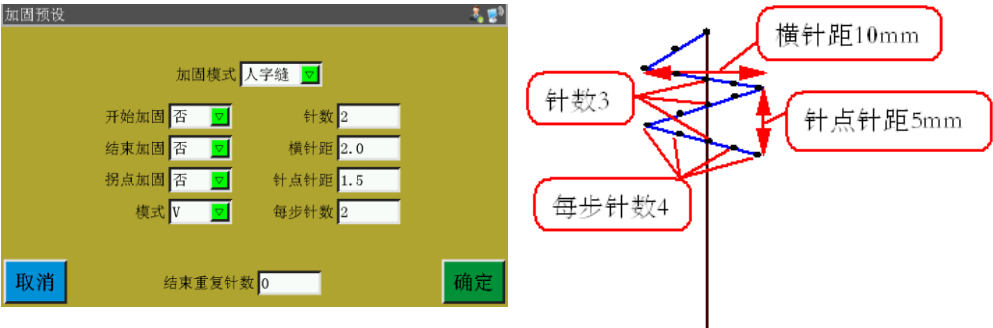 加固预设
加固模式 人字缝
开始加固 否 针数 2
结束加固 否 横针距 2.0
拐点加固 否 针点针距 1.5
模式 V 每步针数 2
取消 结束重复针数 0 确定
横针距10mm
针数3
针点针距5mm
每步针数4